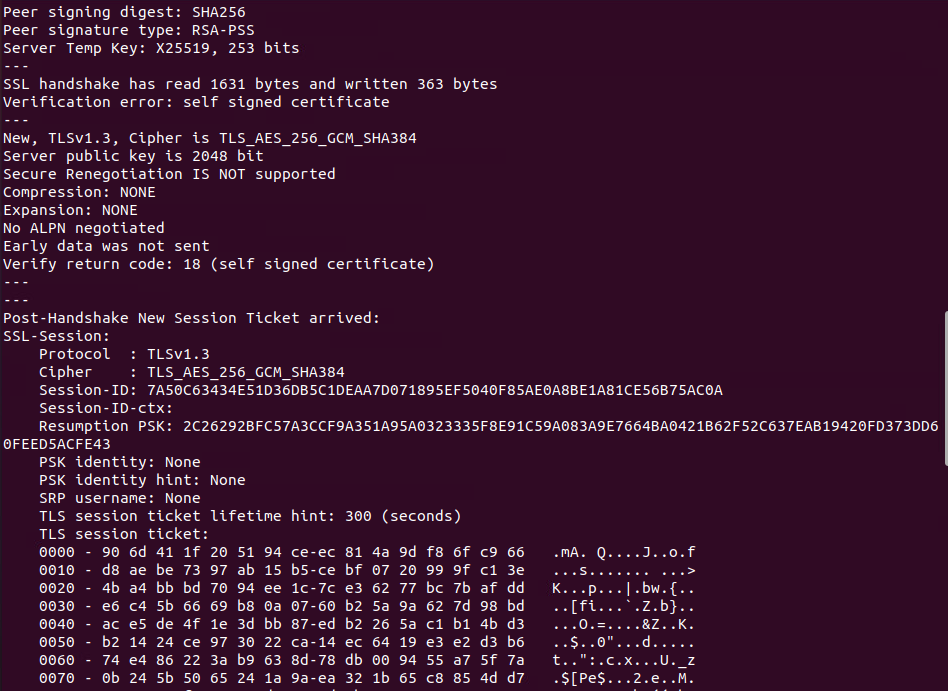 Peer signing digest: SHA256
Peer signature type: RSA-PSS
Server Temp Key: X25519, 253 bits
---
SSL handshake has read 1631 bytes and written 363 bytes
Verification error: self signed certificate
---
New, TLSv1.3, Cipher is TLS_AES_256_GCM_SHA384
Server public key is 2048 bit
Secure Renegotiation IS NOT supported
Compression: NONE
Expansion: NONE
No ALPN negotiated
Early data was not sent
Verify return code: 18 (self signed certificate)
---
---
Post-Handshake New Session Ticket arrived:
SSL-Session:
    Protocol  : TLSv1.3
    Cipher    : TLS_AES_256_GCM_SHA384
    Session-ID: 7A50C63434E51D36DB5C1DEAA7D071895EF5040F85AE0A8BE1A81CE56B75AC0A
    Session-ID-ctx:
    Resumption PSK: 2C26292BFC57A3CCF9A351A95A0323335F8E91C59A083A9E7664BA0421B62F52C637EAB19420FD373DD6
0FEED5ACFE43
    PSK identity: None
    PSK identity hint: None
    SRP username: None
    TLS session ticket lifetime hint: 300 (seconds)
    TLS session ticket:
    0000 - 90 6d 41 1f 20 51 94 ce-ec 81 4a 9d f8 6f c9 66   .mA. Q....J..o.f
    0010 - d8 ae be 73 97 ab 15 b5-ce bf 07 20 99 9f c1 3e   ...s....... ...>
    0020 - 4b a4 bb bd 70 94 ee 1c-7c e3 62 77 bc 7b af dd   K...p...|.bw.{..
    0030 - e6 c4 5b 66 69 b8 0a 07-60 b2 5a 9a 62 7d 98 bd   ..[fi...`.Z.b}..
    0040 - ac e5 de 4f 1e 3d bb 87-ed b2 26 5a c1 b1 4b d3   ...O.=....&Z..K.
    0050 - b2 14 24 ce 97 30 22 ca-14 ec 64 19 e3 e2 d3 b6   ..$..0"...d.....
    0060 - 74 e4 86 22 3a b9 63 8d-78 db 00 94 55 a7 5f 7a   t..":.c.x...U._z
    0070 - 0b 24 5b 50 65 24 1a 9a-ea 32 1b 65 c8 85 4d d7   .$[Pe$...2.e..M.